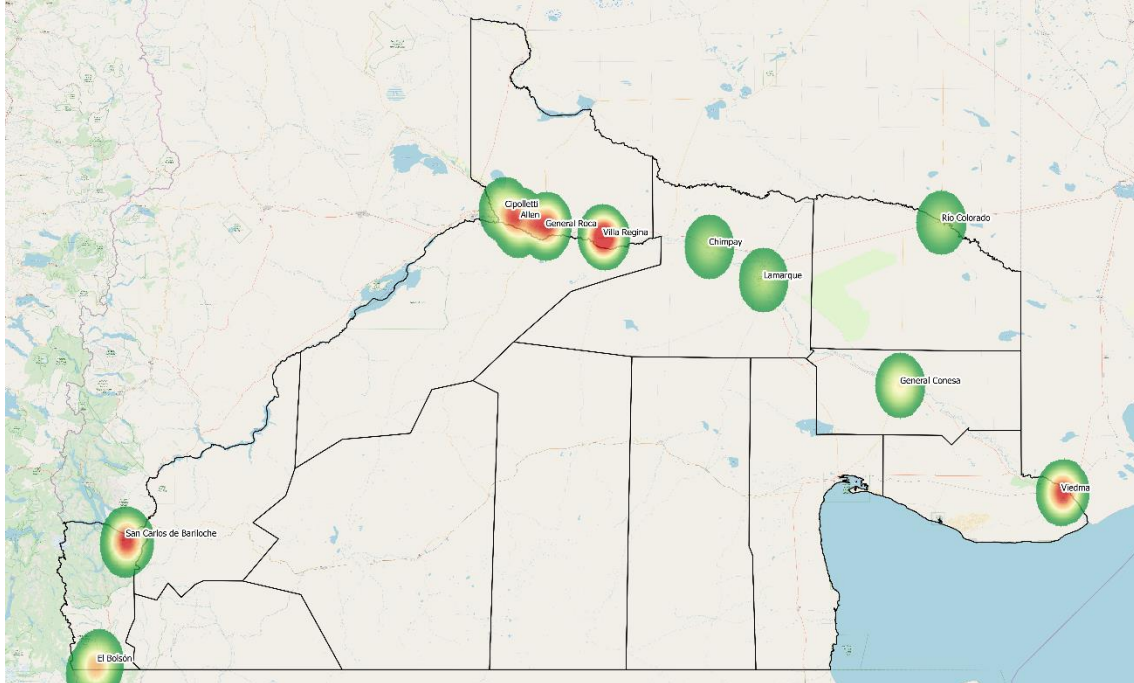 Cipolletti
Allen
General Roca
Villa Regina
Chimpay
Río Colorado
Lamarque
General Conesa
Viedma
San Carlos de Bariloche
El Bolsón